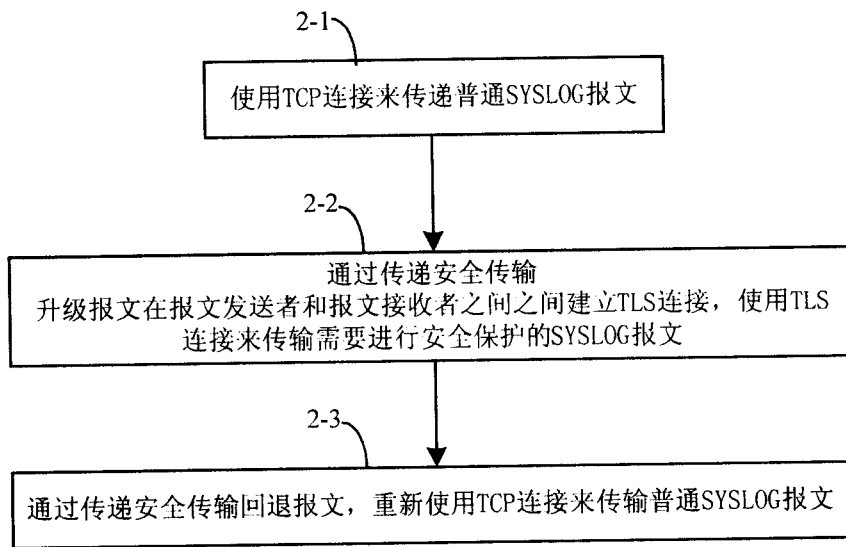 2-1
使用TCP连接来传递普通SYSLOG报文
2-2
通过传递安全传输
升级报文在报文发送者和报文接收者之间之间建立TLS连接，使用TLS
连接来传输需要进行安全保护的SYSLOG报文
2-3
通过传递安全传输回退报文，重新使用TCP连接来传输普通SYSLOG报文